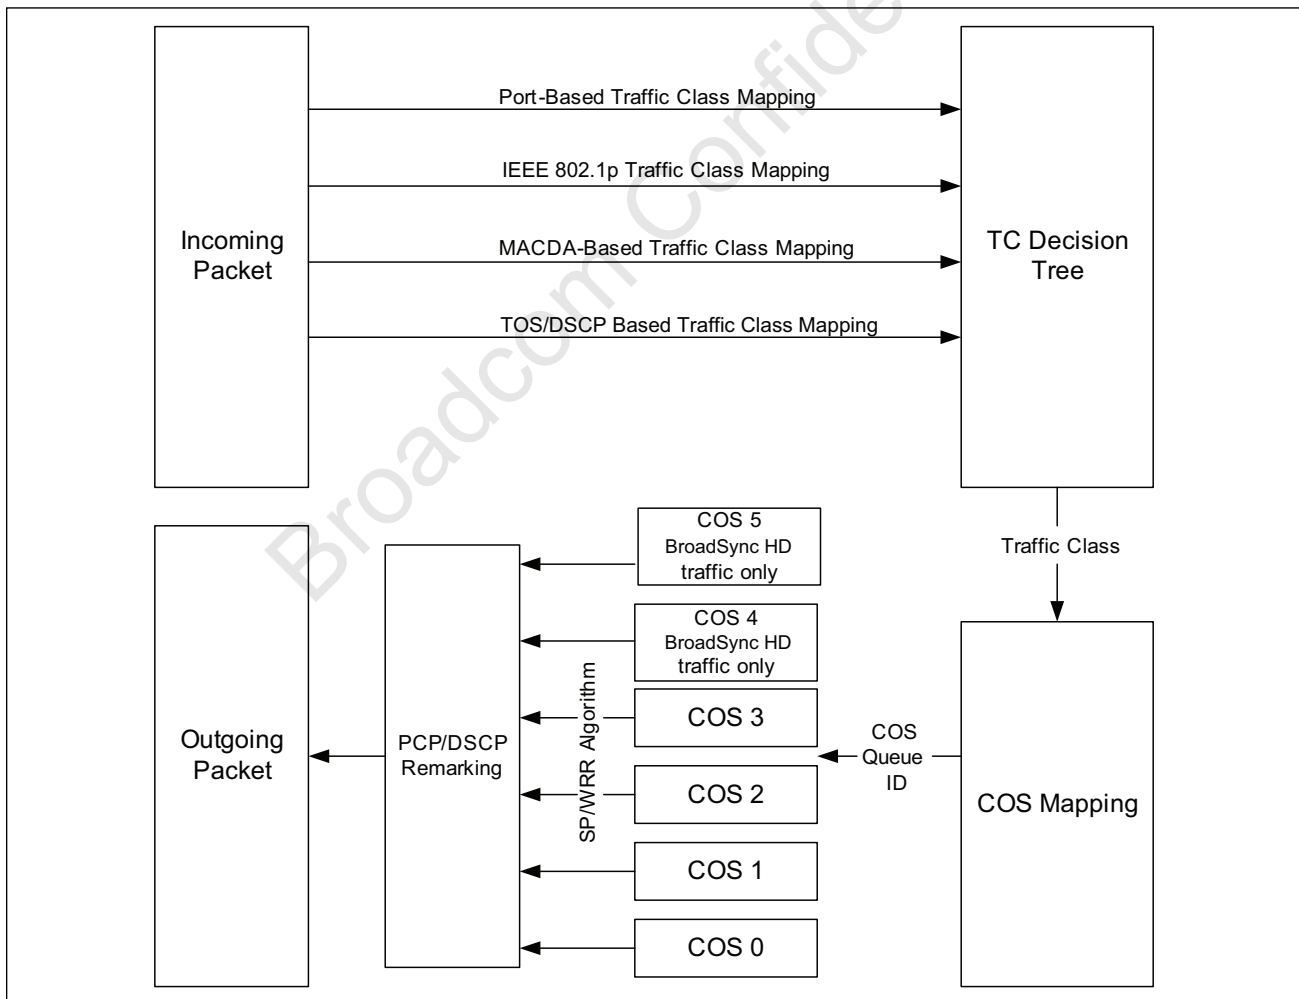 Port-Based Traffic Class Mapping
IEEE 802.1p Traffic Class Mapping
MACDA-Based Traffic Class Mapping
TOS/DSCP Based Traffic Class Mapping
Incoming
Packet
TC Decision
Tree
Traffic Class
COS Mapping
COS
Queue
ID
COS 5
BroadSync HD
traffic only
COS 4
BroadSync HD
traffic only
COS 3
COS 2
COS 1
COS 0
SP/WRR Algorithm
PCP/DSCP
Remarking
Outgoing
Packet
Broadcom Confide